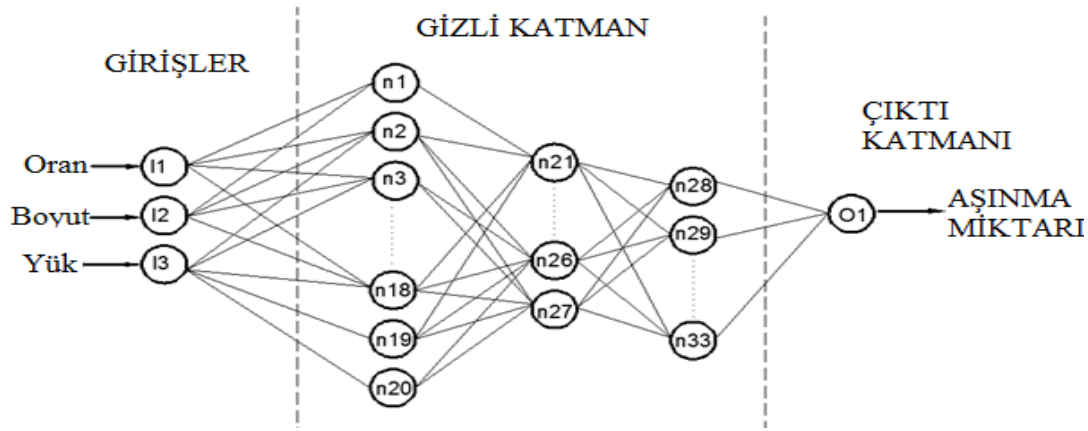 GİRİŞLER
GİZLİ KATMAN
ÇIKTI
KATMANI
Oran
Boyut
Yük
I1
I2
I3
n1
n2
n3
n18
n19
n20
n21
n26
n27
n28
n29
n33
O1
AŞINMA
MİKTARI